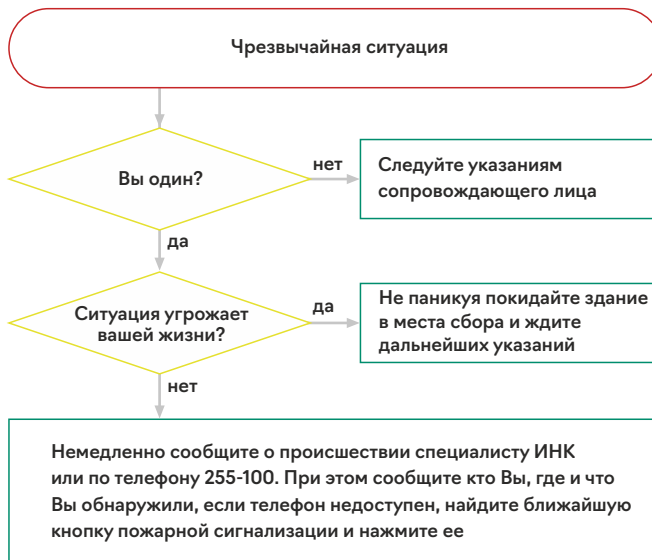 Чрезвычайная ситуация
Вы один?
нет
Следуйте указаниям
сопровождающего лица
да
Ситуация угрожает
вашей жизни?
да
Не паникуя покидайте здание
в места сбора и ждите
дальнейших указаний
нет
Немедленно сообщите о происшествии специалисту ИНК
или по телефону 255-100. При этом сообщите кто Вы, где и что
Вы обнаружили, если телефон недоступен, найдите ближайшую
кнопку пожарной сигнализации и нажмите ее